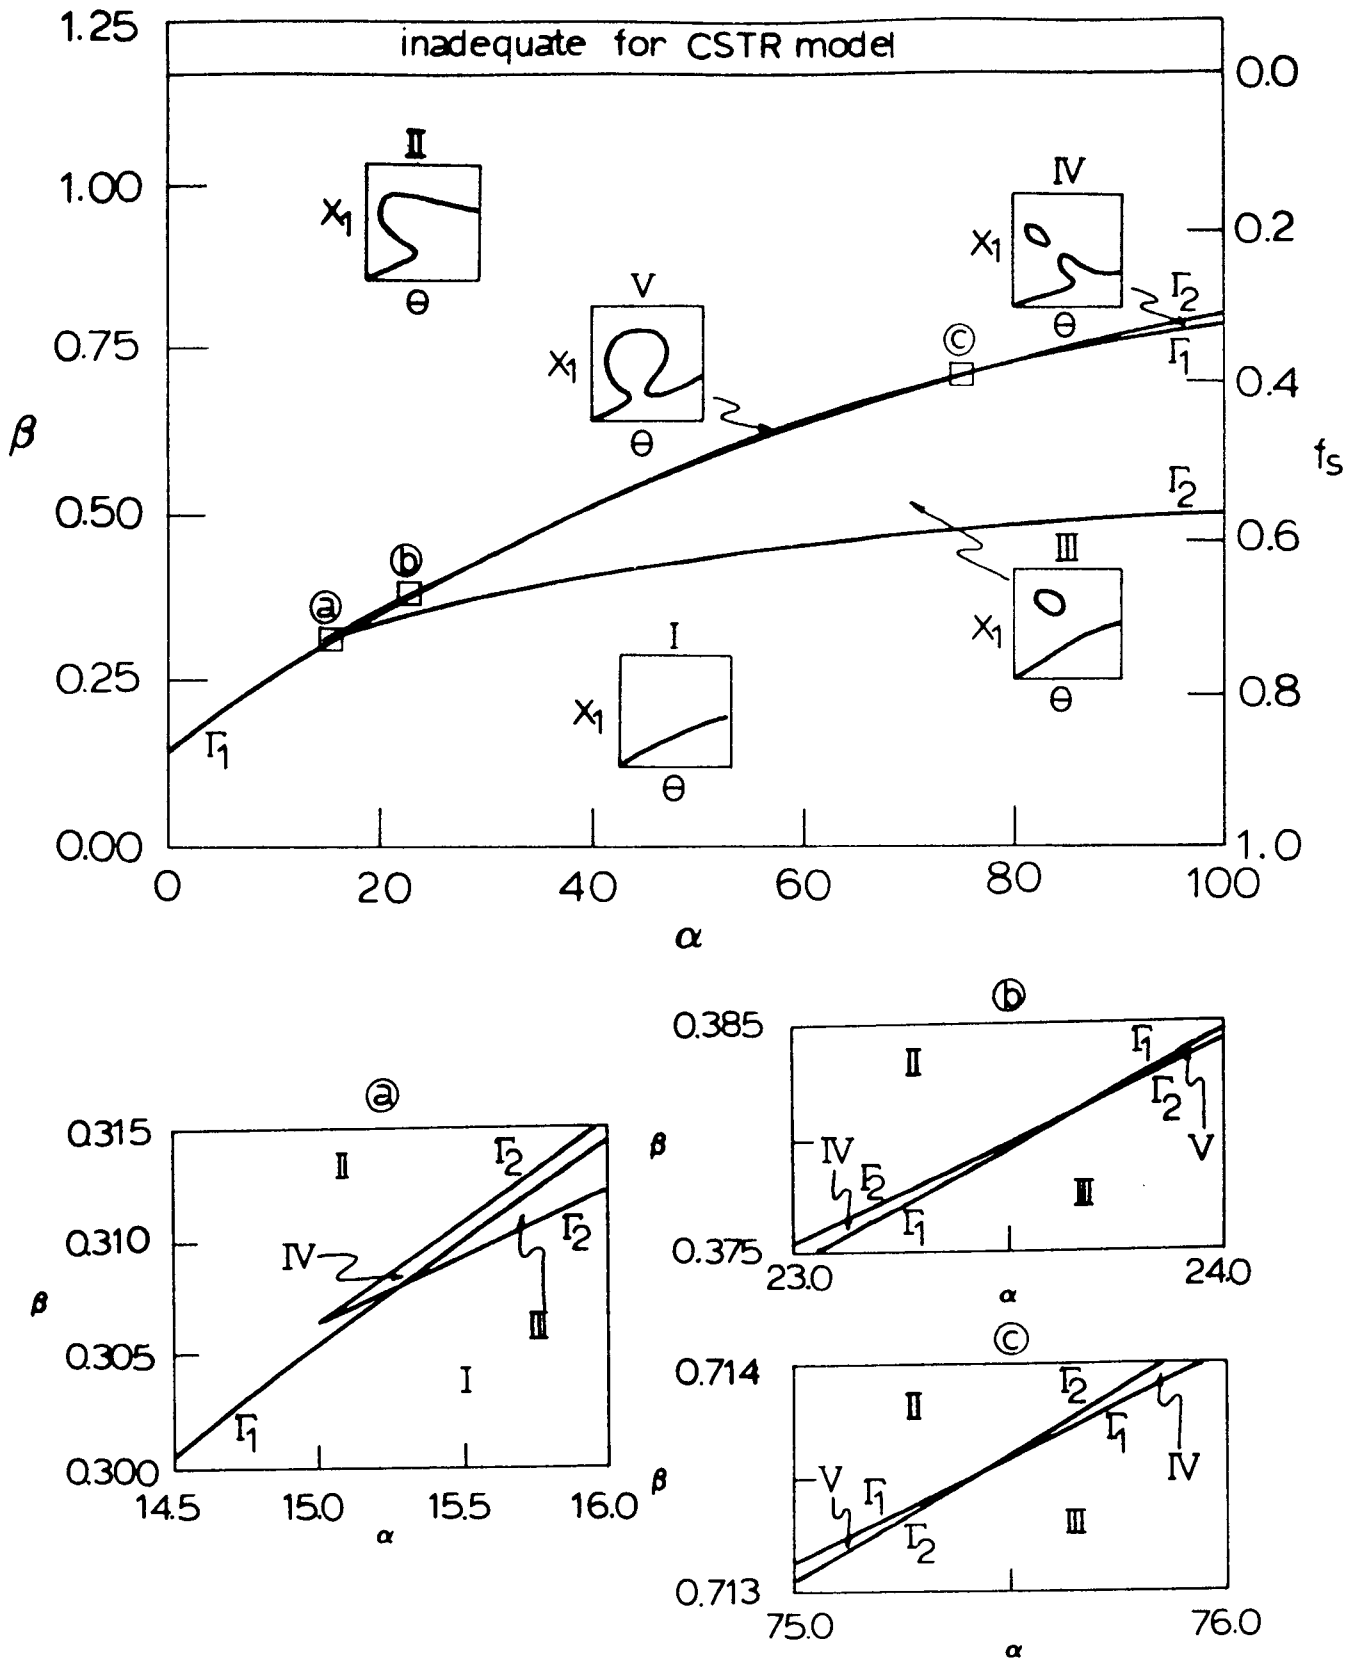 1.25
inadequate for CSTR model
0.0
II
1.00
X1
Θ
IV
X1
Θ
0.2
V
X1
Θ
Γ2
Γ1
0.75
ⓒ
0.4
β
fs
0.50
Γ2
ⓑ
III
0.6
ⓐ
X1
Θ
I
X1
Θ
0.25
0.8
Γ1
0.00
1.0
0 20 40 60 80 100
α
ⓐ
0.315
II
Γ2
0.310
IV
Γ2
β
III
0.305
I
Γ1
0.300
14.5 15.0 15.5 16.0
α
ⓑ
0.385
II
Γ1
Γ2
β
IV
Γ2
V
III
Γ1
0.375
23.0 24.0
α
ⓒ
0.714
II
Γ2
Γ1
β
V
Γ1
IV
Γ2
III
0.713
75.0 76.0
α